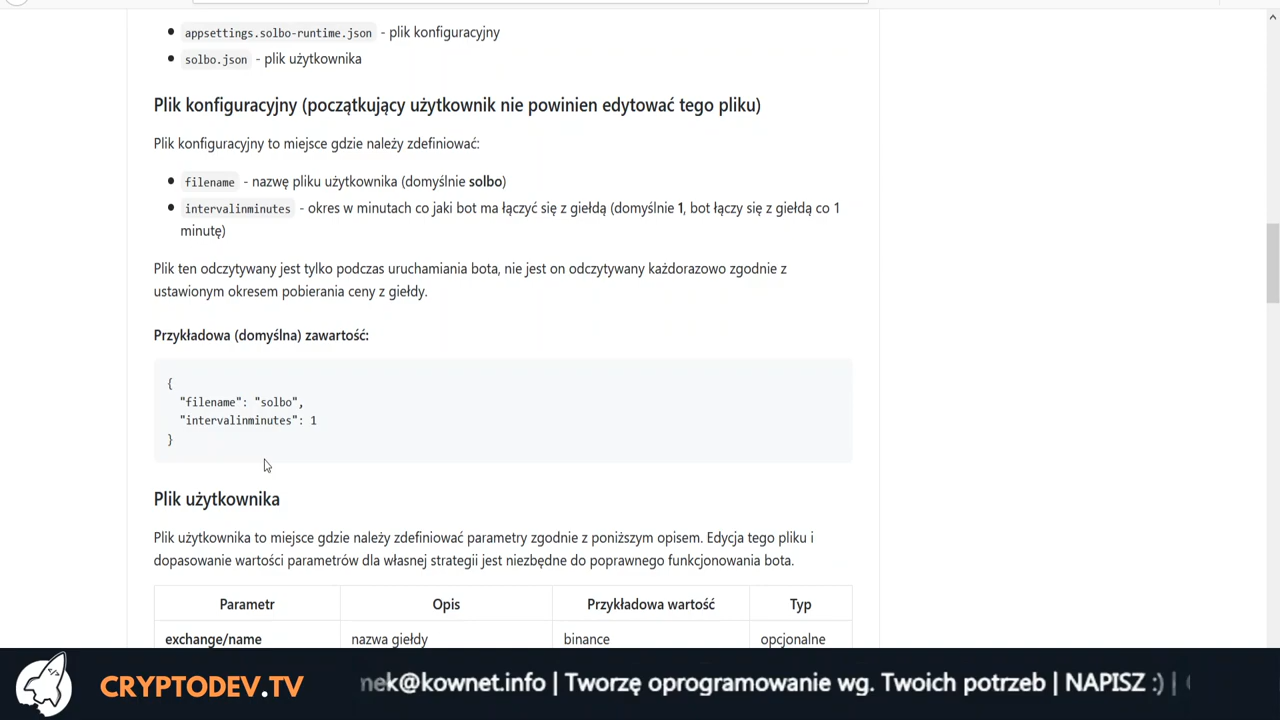 appsettings.solbo-runtime.json - plik konfiguracyjny
solbo.json - plik użytkownika
Plik konfiguracyjny (początkujący użytkownik nie powinien edytować tego pliku)
Plik konfiguracyjny to miejsce gdzie należy zdefiniować:
filename - nazwę pliku użytkownika (domyślnie solbo)
intervalinminutes - okres w minutach co jaki bot ma łączyć się z giełdą (domyślnie 1, bot łączy się z giełdą co 1
minutę)
Plik ten odczytywany jest tylko podczas uruchamiania bota, nie jest on odczytywany każdorazowo zgodnie z
ustawionym okresem pobierania ceny z giełdy.
Przykładowa (domyślna) zawartość:
{
"filename": "solbo",
"intervalinminutes": 1
}
Plik użytkownika
Plik użytkownika to miejsce gdzie należy zdefiniować parametry zgodnie z poniższym opisem. Edycja tego pliku i
dopasowanie wartości parametrów dla własnej strategii jest niezbędne do poprawnego funkcjonowania bota.
Parametr Opis Przykładowa wartość Typ
exchange/name nazwa giełdy binance opcjonalne
CRYPTODEV.TV nek@kownet.info | Tworzę oprogramowanie wg. Twoich potrzeb | NAPISZ :) |